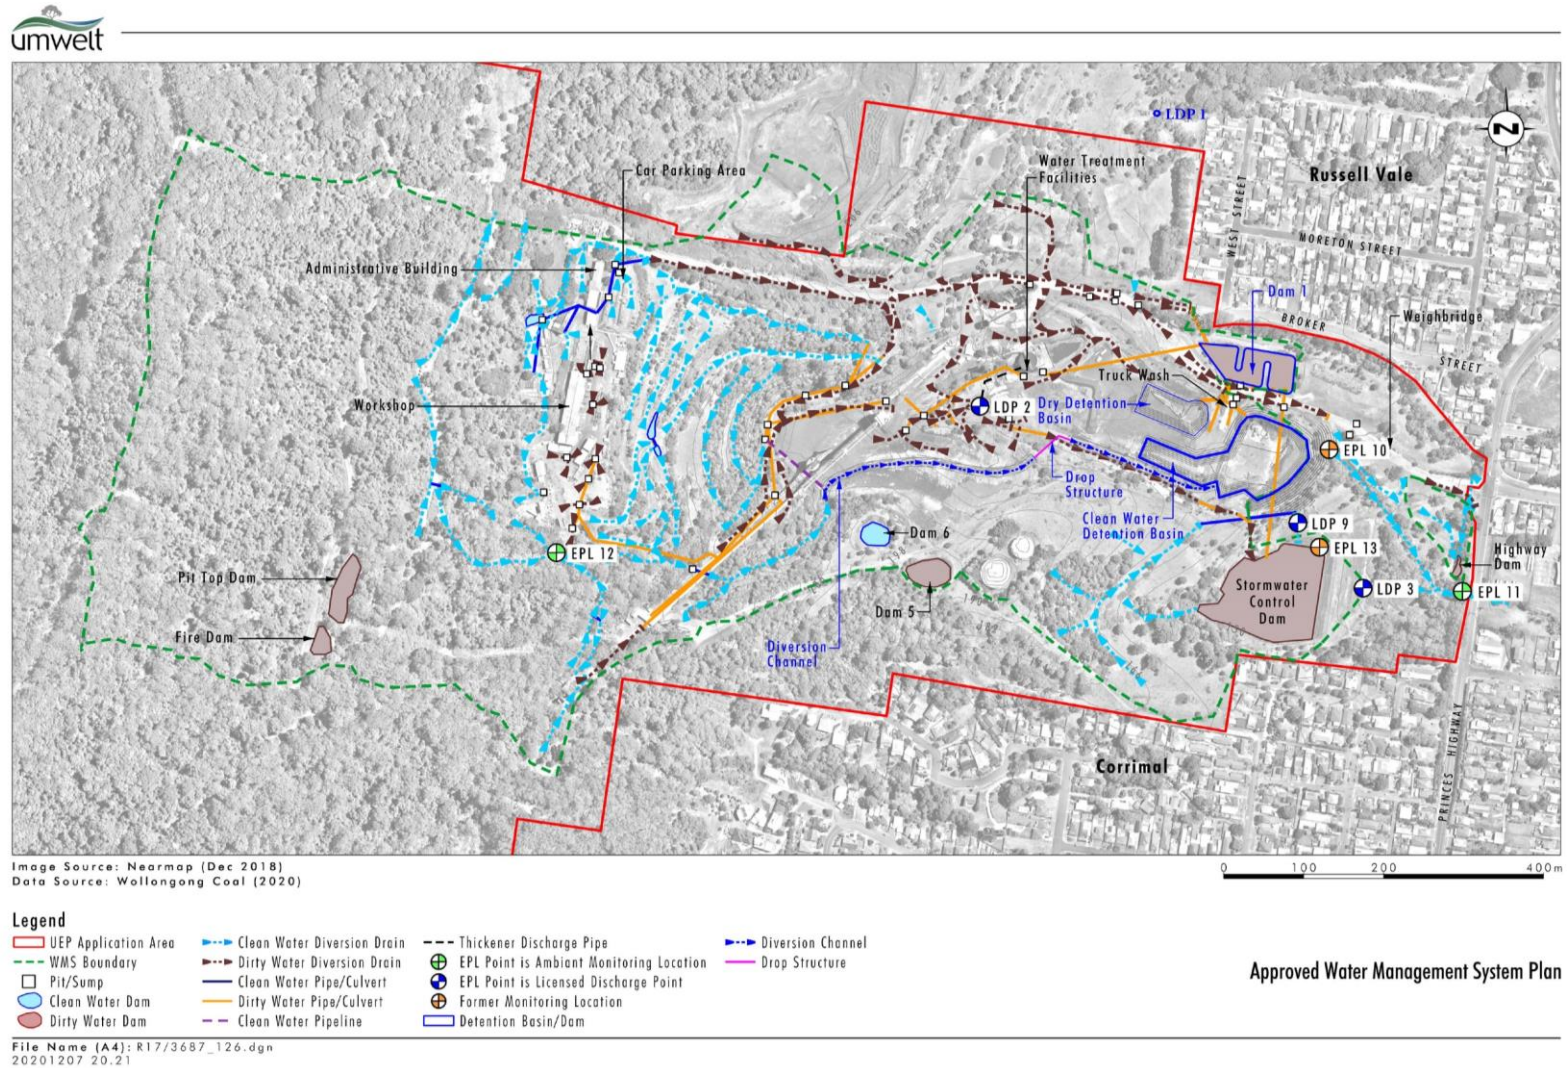 umwelt
LDP 1
Russell Vale
Water Treatment
Facilities
Car Parking Area
WEST STREET
MORETON STREET
Administrative Building
Dam 1
BROKER
STREET
Weighbridge
Truck Wash
Workshop
LDP 2
Dry Detention
Basin
EPL 10
Drop
Structure
Clean Water
Detention Basin
LDP 9
Dam 6
EPL 12
EPL 13
Highway
Dam
Pit Top Dam
Stormwater
Control
Dam
LDP 3
EPL 11
Dam 5
Fire Dam
Diversion
Channel
Corrimal
PRINCES HIGHWAY
Image Source: Nearmap (Dec 2018)
Data Source: Wollongong Coal (2020)
0 100 200 400m
Legend
UEP Application Area
WMS Boundary
Pit/Sump
Clean Water Dam
Dirty Water Dam
Clean Water Diversion Drain
Dirty Water Diversion Drain
Clean Water Pipe/Culvert
Dirty Water Pipe/Culvert
Clean Water Pipeline
Thickener Discharge Pipe
EPL Point is Ambiant Monitoring Location
EPL Point is Licensed Discharge Point
Former Monitoring Location
Detention Basin/Dam
Diversion Channel
Drop Structure
Approved Water Management System Plan
File Name (A4): R17/3687_126.dgn
20201207 20.21